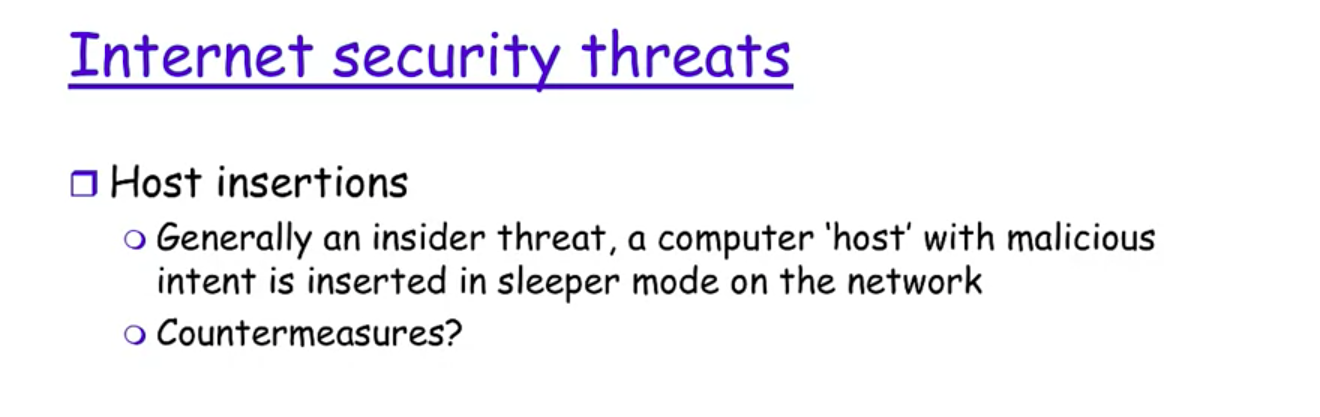 Internet security threats
Host insertions
Generally an insider threat, a computer ‘host’ with malicious
intent is inserted in sleeper mode on the network
Countermeasures?